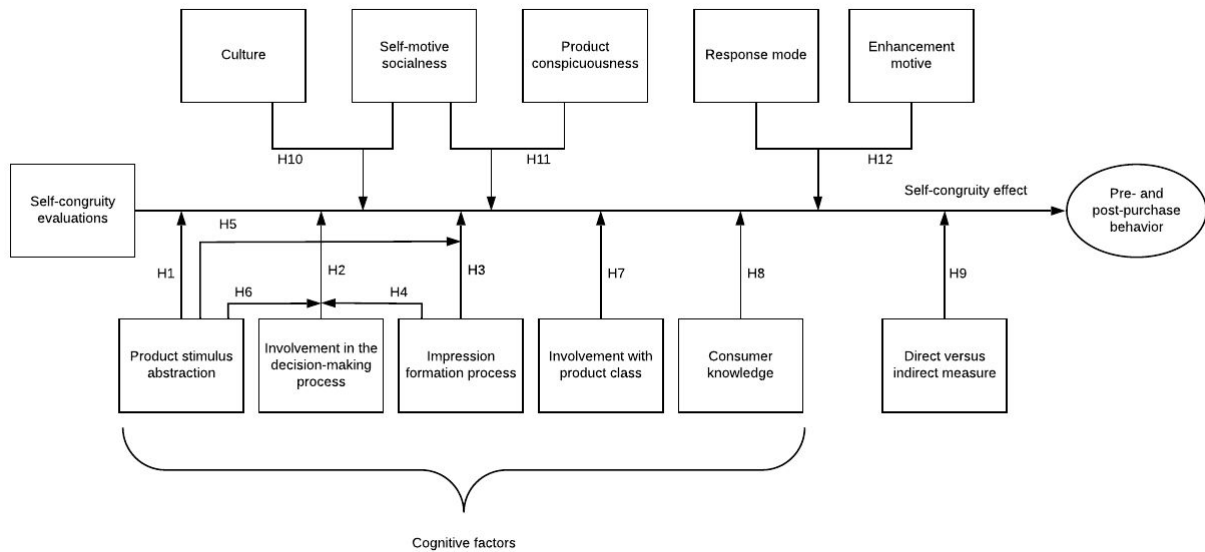 Culture
Self-motive
socialness
Product
conspicuousness
Response mode
Enhancement
motive
H10
H11
H12
Self-congruity
evaluations
Self-congruity effect
Pre- and
post-purchase
behavior
H5
H1
H2
H3
H7
H8
H9
H6
H4
Product stimulus
abstraction
Involvement in the
decision-making
process
Impression
formation process
Involvement with
product class
Consumer
knowledge
Direct versus
indirect measure
Cognitive factors